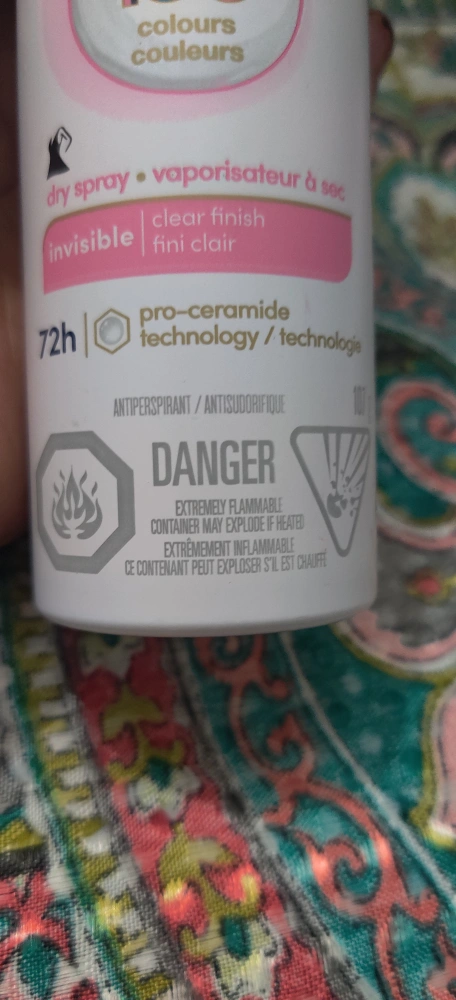 colours
couleurs
dry spray • vaporisateur à sec
invisible
clear finish
fini clair
72h
pro-ceramide
technology / technologie
ANTIPERSPIRANT / ANTISUDORIFIQUE
DANGER
EXTREMELY FLAMMABLE
CONTAINER MAY EXPLODE IF HEATED
EXTRÊMEMENT INFLAMMABLE
CE CONTENANT PEUT EXPLOSER S'IL EST CHAUFFÉ